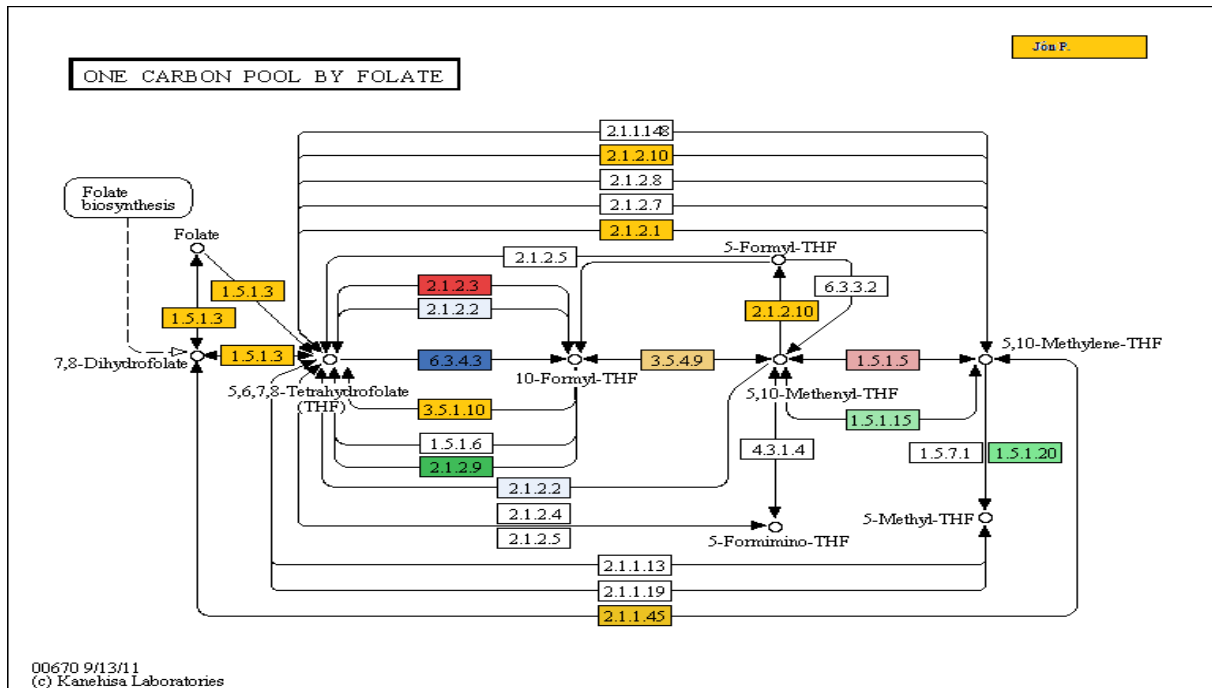 Jón P.
ONE CARBON POOL BY FOLATE
2.1.1.148
2.1.2.10
2.1.2.8
2.1.2.7
2.1.2.1
Folate
biosynthesis
Folate
2.1.2.5
5-Formyl-THF
1.5.1.3
2.1.2.3
6.3.3.2
1.5.1.3
2.1.2.2
2.1.2.10
7,8-Dihydrofolate
1.5.1.3
6.3.4.3
3.5.4.9
1.5.1.5
5,10-Methylene-THF
10-Formyl-THF
5,6,7,8-Tetrahydrofolate
(THF)
5,10-Methenyl-THF
3.5.1.10
1.5.1.15
1.5.1.6
4.3.1.4
1.5.7.1
1.5.1.20
2.1.2.9
2.1.2.2
2.1.2.4
2.1.2.5
5-Formimino-THF
5-Methyl-THF
2.1.1.13
2.1.1.19
2.1.1.45
00670 9/13/11
(c) Kanehisa Laboratories